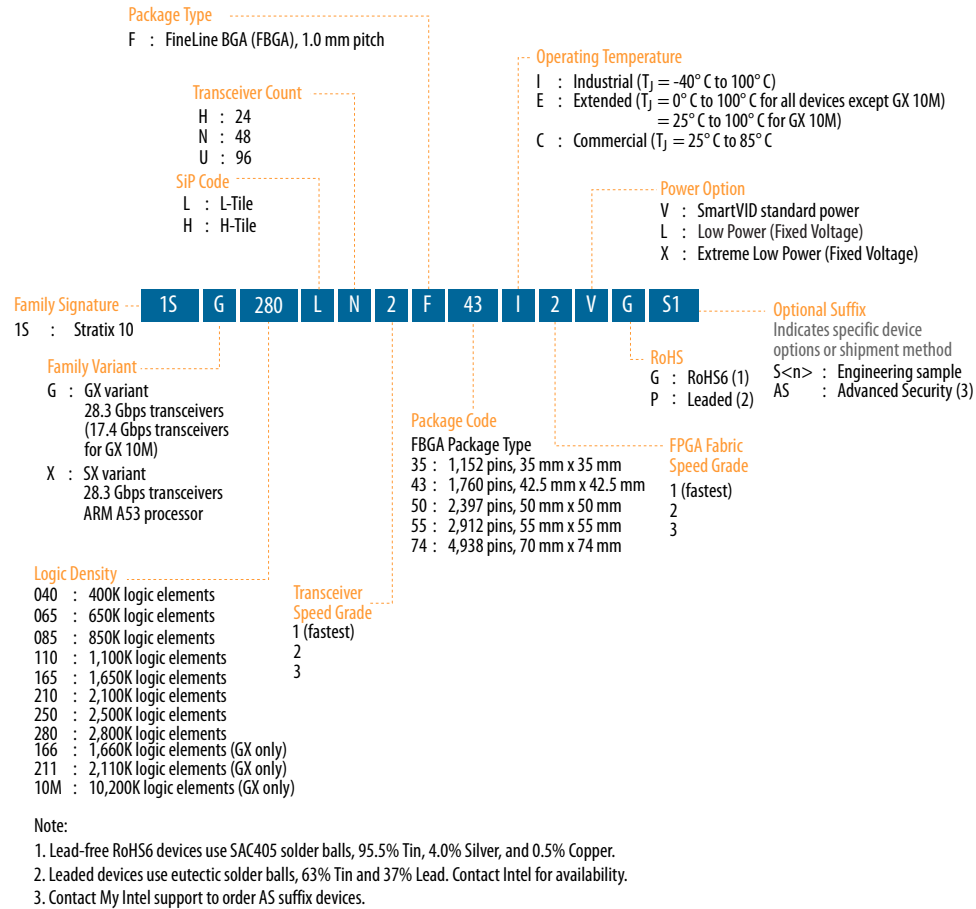 Package Type
F : FineLine BGA (FBGA), 1.0 mm pitch
Operating Temperature
I : Industrial (TJ = -40° C to 100° C)
E : Extended (TJ = 0° C to 100° C for all devices except GX 10M)
= 25° C to 100° C for GX 10M)
C : Commercial (TJ = 25° C to 85° C
Transceiver Count
H : 24
N : 48
U : 96
SiP Code
L : L-Tile
H : H-Tile
Power Option
V : SmartVID standard power
L : Low Power (Fixed Voltage)
X : Extreme Low Power (Fixed Voltage)
Family Signature
1S : Stratix 10
1S G 280 L N 2 F 43 I 2 V G S1
Optional Suffix
Indicates specific device
options or shipment method
S<n> : Engineering sample
AS : Advanced Security (3)
Family Variant
G : GX variant
28.3 Gbps transceivers
(17.4 Gbps transceivers
for GX 10M)
X : SX variant
28.3 Gbps transceivers
ARM A53 processor
RoHS
G : RoHS6 (1)
P : Leaded (2)
Package Code
FBGA Package Type
35 : 1,152 pins, 35 mm x 35 mm
43 : 1,760 pins, 42.5 mm x 42.5 mm
50 : 2,397 pins, 50 mm x 50 mm
55 : 2,912 pins, 55 mm x 55 mm
74 : 4,938 pins, 70 mm x 74 mm
FPGA Fabric
Speed Grade
1 (fastest)
2
3
Logic Density
040 : 400K logic elements
065 : 650K logic elements
085 : 850K logic elements
110 : 1,100K logic elements
165 : 1,650K logic elements
210 : 2,100K logic elements
250 : 2,500K logic elements
280 : 2,800K logic elements
166 : 1,660K logic elements (GX only)
211 : 2,110K logic elements (GX only)
10M : 10,200K logic elements (GX only)
Transceiver
Speed Grade
1 (fastest)
2
3
Note:
1. Lead-free RoHS6 devices use SAC405 solder balls, 95.5% Tin, 4.0% Silver, and 0.5% Copper.
2. Leaded devices use eutectic solder balls, 63% Tin and 37% Lead. Contact Intel for availability.
3. Contact My Intel support to order AS suffix devices.